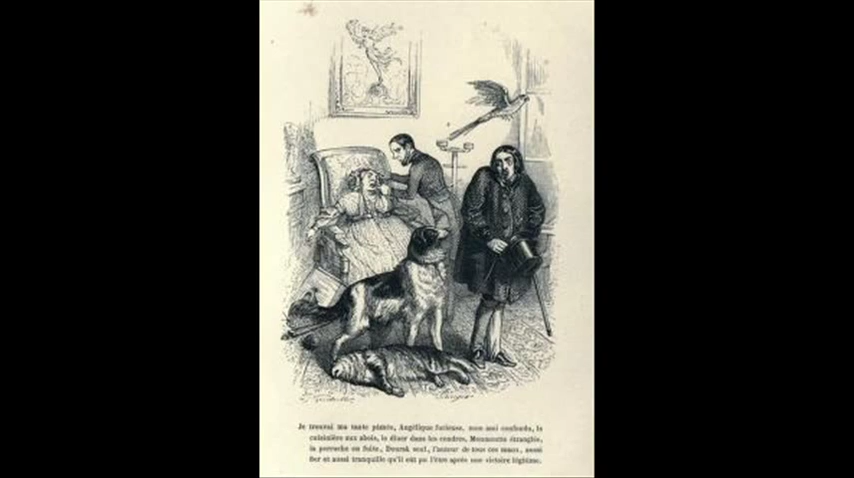 Je trouvai ma tante pâmée, Angélique furieuse, mon ami confondu, la
cuisinière aux abois, le dîner dans les cendres, Moumoutte étranglée,
la perruche en fuite, Dourak seul, l'auteur de tous ces maux, aussi
fier et aussi tranquille qu'il eût pu l'être après une victoire légitime.